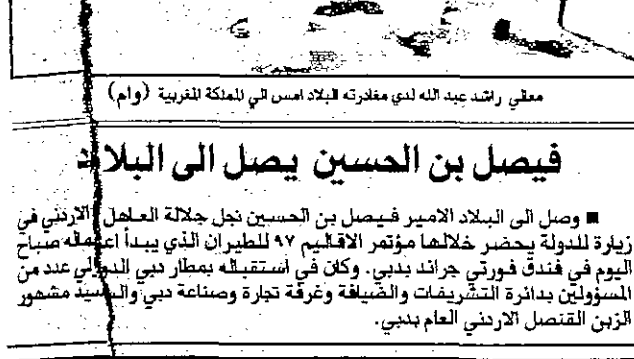 معالي راشد عبد الله لدى مغادرته البلاد امس الى المملكة المغربية (وام)
فيصل بن الحسين يصل الى البلاد
■ وصل الى البلاد الامير فيصل بن الحسين نجل جلالة العاهل الاردني في
زيارة للدولة يحضر خلالها مؤتمر الاقاليم ٩٧ للطيران الذي يبدأ اعماله صباح
اليوم في فندق فورتي جراند بدبي. وكان في استقباله بمطار دبي الدولي عدد من
المسؤولين بدائرة التشريفات والضيافة وغرفة تجارة وصناعة دبي والسيد مشهور
الزبن القنصل الاردني العام بدبي.